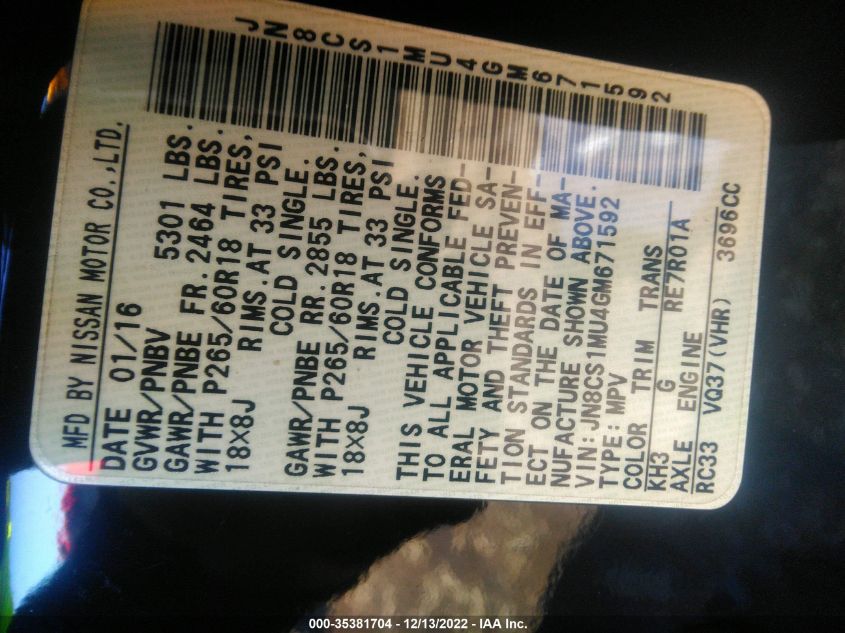 JN8CS1MU4GM671592
MFD BY NISSAN MOTOR CO.,LTD.
DATE 01/16
GVWR/PNBV 5301 LBS.
GAWR/PNBE FR.2464 LBS.
WITH P265/60R18 TIRES,
18X8J RIMS.AT 33 PSI
COLD SINGLE.
GAWR/PNBE RR.2855 LBS.
WITH P265/60R18 TIRES,
18X8J RIMS.AT 33 PSI
COLD SINGLE.
THIS VEHICLE CONFORMS
TO ALL APPLICABLE FED-
ERAL MOTOR VEHICLE SA-
FETY AND THEFT PREVEN-
TION STANDARDS IN EFF-
ECT ON THE DATE OF MA-
NUFACTURE SHOWN ABOVE.
VIN:JN8CS1MU4GM671592
TYPE: MPV
COLOR TRIM TRANS
KH3 G RE7R01A
AXLE ENGINE
RC33 VQ37(VHR) 3696CC
000-35381704 - 12/13/2022 - IAA Inc.